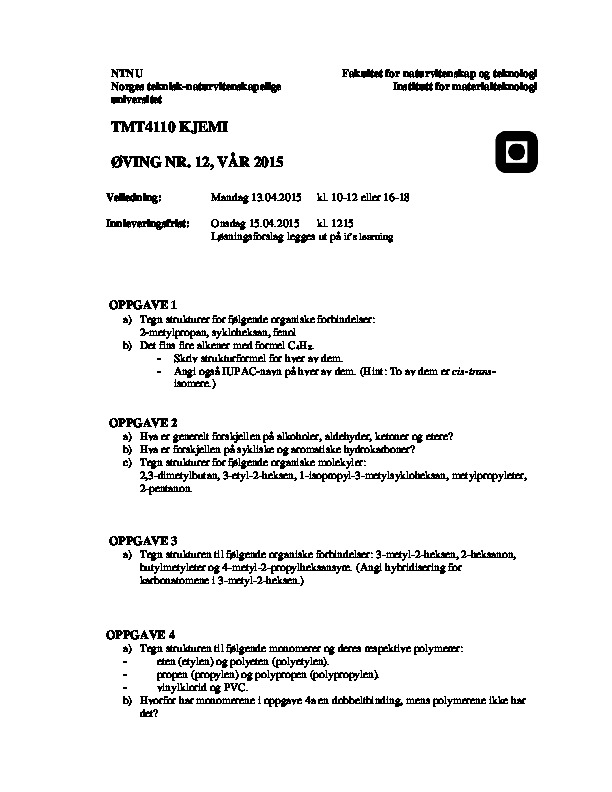 NTNU
Fakultet for naturvitenskap og teknologi
Norges teknisk-naturvitenskapelige
Institutt for materialteknologi
universitet
TMT4110 KJEMI
ØVING NR. 12, VÅR 2015
Veiledning: Mandag 13.04.2015 kl. 10-12 eller 16-18
Innleveringsfrist: Onsdag 15.04.2015 kl. 1215
Løsningsforslag legges ut på it's learning
OPPGAVE 1
a) Tegn strukturer for følgende organiske forbindelser:
2-metylpropan, sykloheksan, fenol
b) Det fins fire alkener med formel C₄H₈.
- Skriv strukturformel for hver av dem.
- Angi også IUPAC-navn på hver av dem. (Hint: To av dem er cis-trans-
isomere.)
OPPGAVE 2
a) Hva er generelt forskjellen på alkoholer, aldehyder, ketoner og etere?
b) Hva er forskjellen på sykliske og aromatiske hydrokarboner?
c) Tegn strukturer for følgende organiske molekyler:
2,3-dimetylbutan, 3-etyl-2-heksen, 1-isopropyl-3-metylsykloheksan, metylpropyleter,
2-pentanon.
OPPGAVE 3
a) Tegn strukturen til følgende organiske forbindelser: 3-metyl-2-heksen, 2-heksanon,
butylmetyleter og 4-metyl-2-propylheksansyre. (Angi hybridisering for
karbonatomene i 3-metyl-2-heksen.)
OPPGAVE 4
a) Tegn strukturen til følgende monomerer og deres respektive polymerer:
- eten (etylen) og polyeten (polyetylen).
- propen (propylen) og polypropen (polypropylen).
- vinylklorid og PVC.
b) Hvorfor har monomerene i oppgave 4a en dobbeltbinding, mens polymerene ikke har
det?